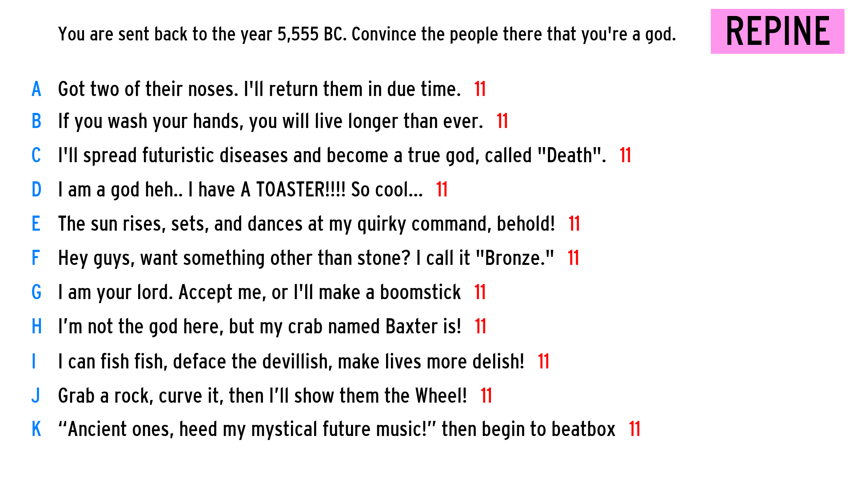 You are sent back to the year 5,555 BC. Convince the people there that you're a god.
REPINE
A Got two of their noses. I'll return them in due time. 11
B If you wash your hands, you will live longer than ever. 11
C I'll spread futuristic diseases and become a true god, called "Death". 11
D I am a god heh.. I have A TOASTER!!!! So cool... 11
E The sun rises, sets, and dances at my quirky command, behold! 11
F Hey guys, want something other than stone? I call it "Bronze." 11
G I am your lord. Accept me, or I'll make a boomstick 11
H I’m not the god here, but my crab named Baxter is! 11
I I can fish fish, deface the devillish, make lives more delish! 11
J Grab a rock, curve it, then I’ll show them the Wheel! 11
K “Ancient ones, heed my mystical future music!” then begin to beatbox 11